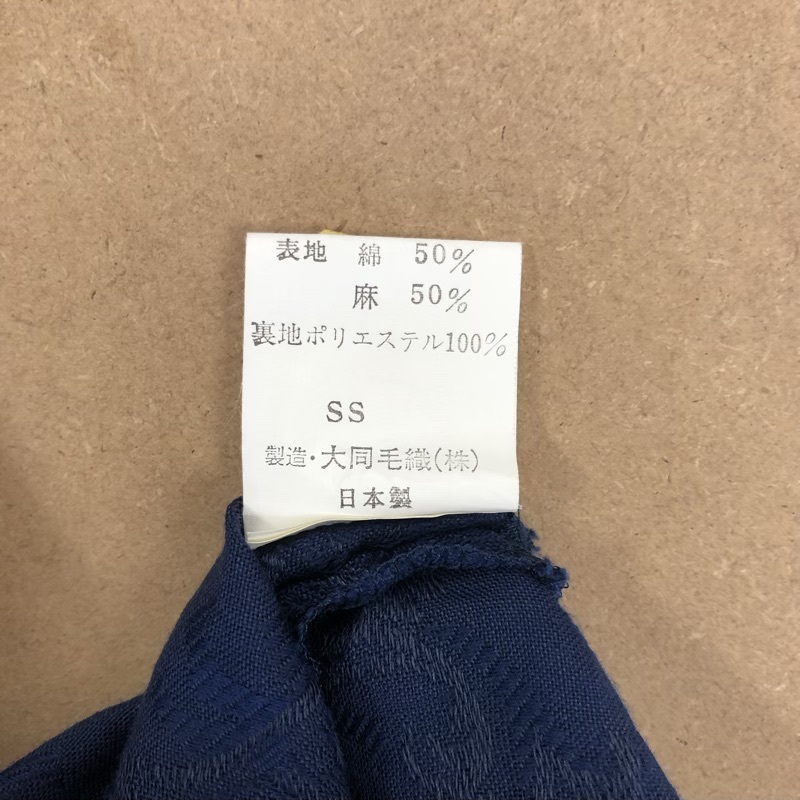 表地 綿 50%
麻 50%
裏地ポリエステル100%
SS
製造・大同毛織(株)
日本製